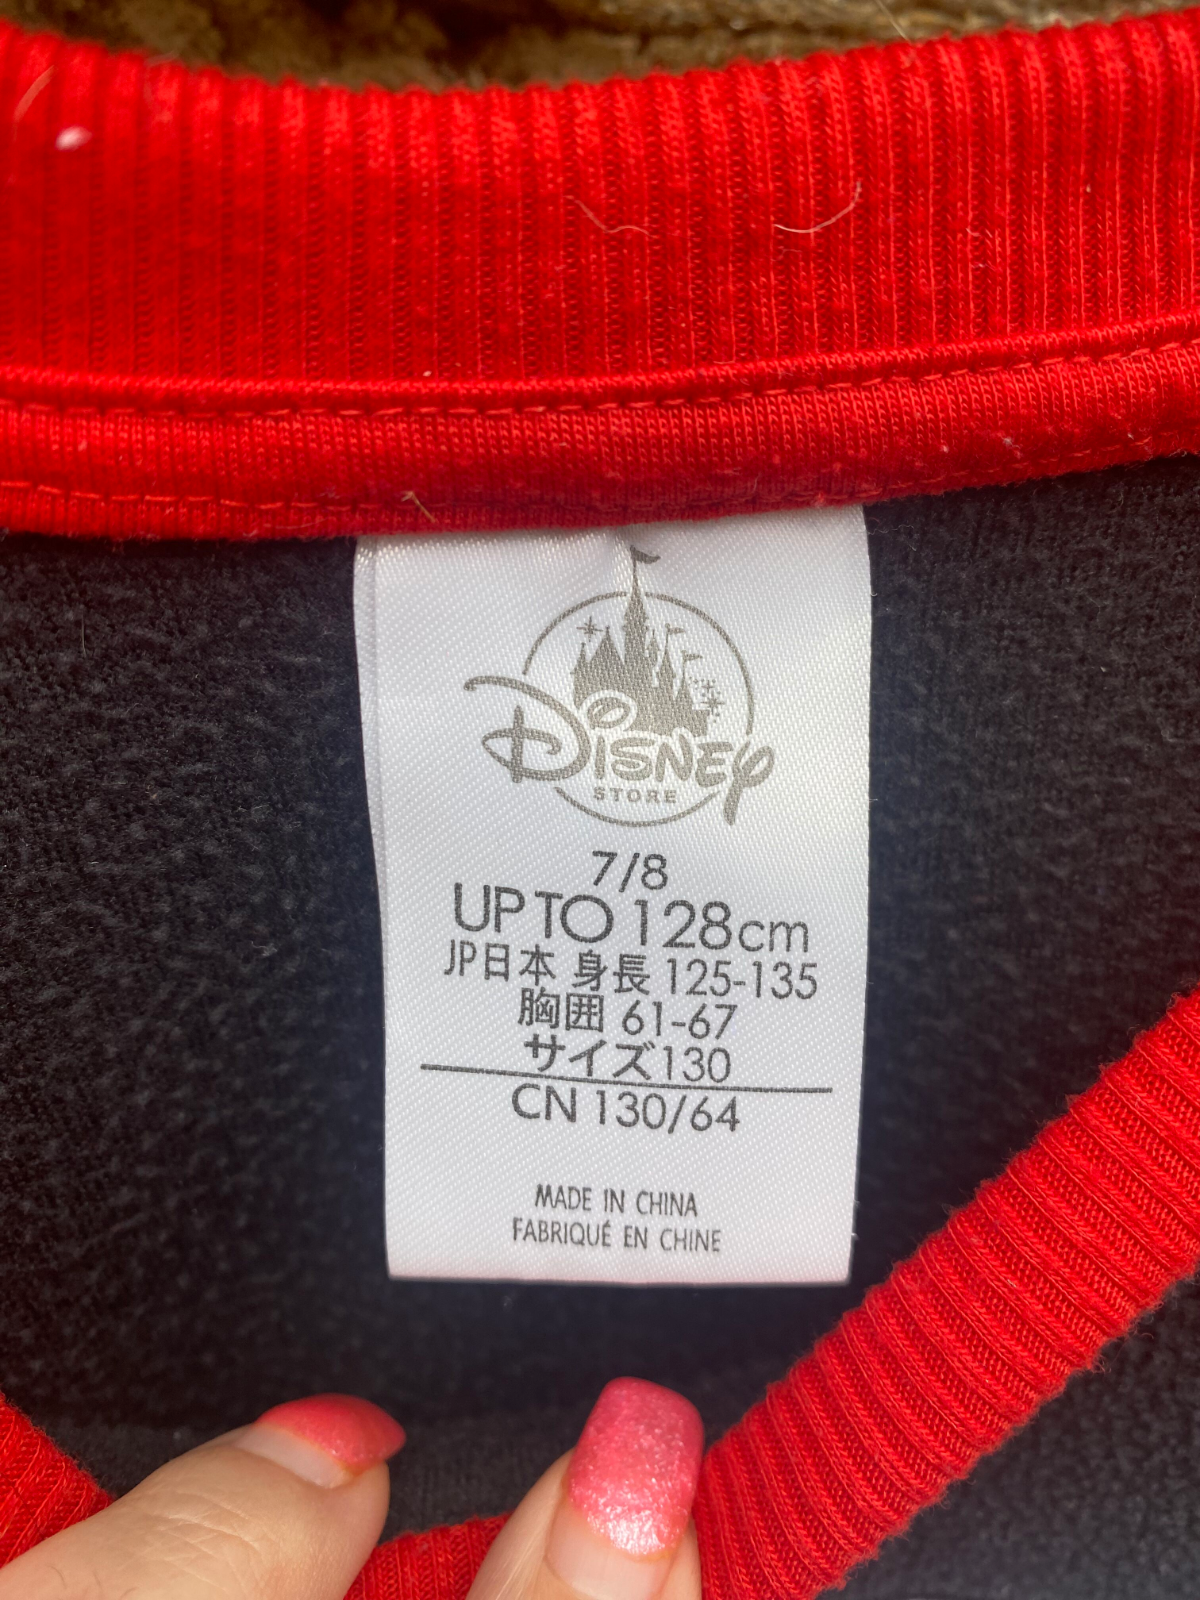 Disney
STORE
7/8
UP TO 128cm
JP日本 身長 125-135
胸囲 61-67
サイズ130
CN 130/64
MADE IN CHINA
FABRIQUÉ EN CHINE